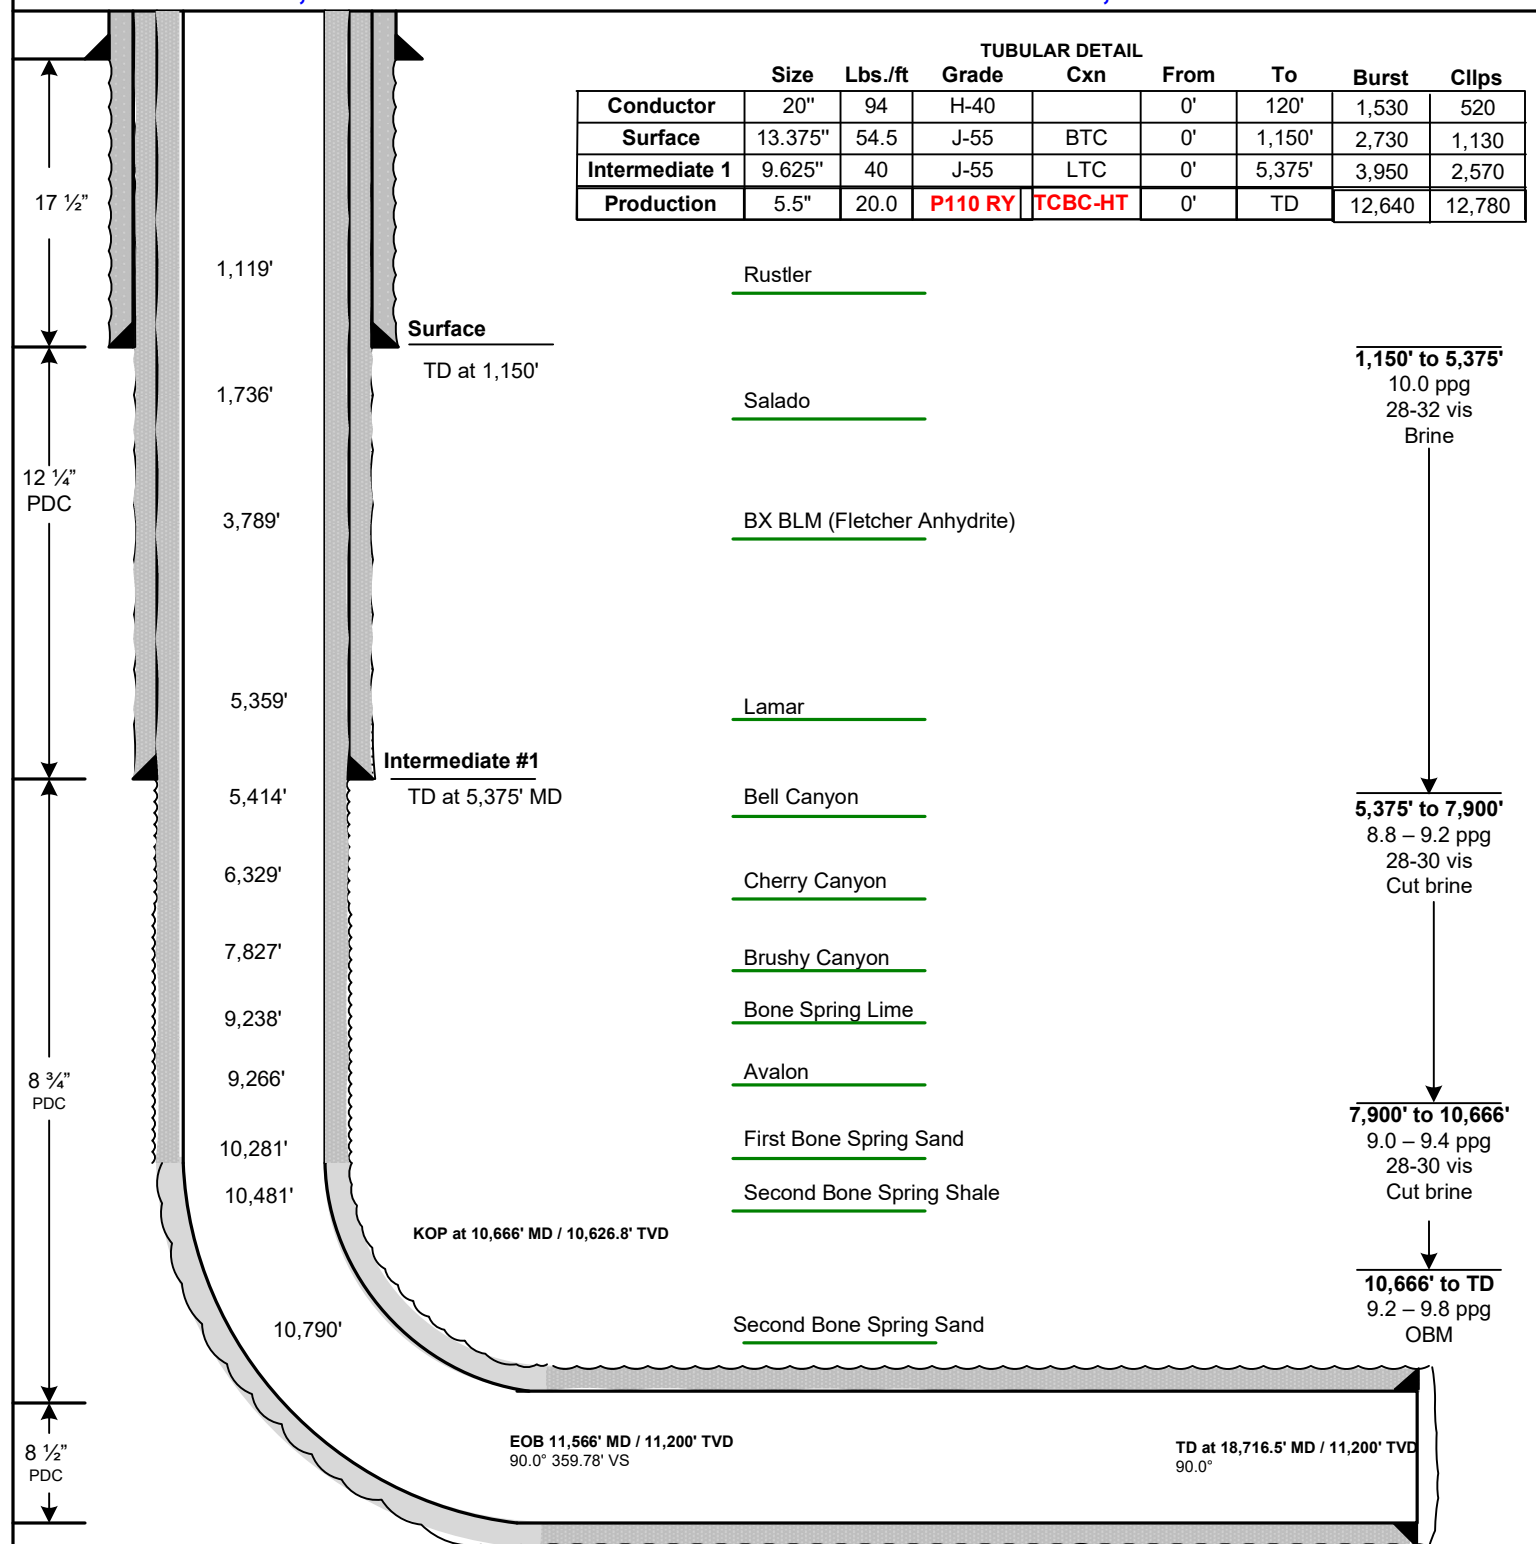 TUBULAR DETAIL
Size Lbs./ft Grade Cxn From To Burst Cllps
Conductor 20" 94 H-40 0' 120' 1,530 520
Surface 13.375" 54.5 J-55 BTC 0' 1,150' 2,730 1,130
Intermediate 1 9.625" 40 J-55 LTC 0' 5,375' 3,950 2,570
Production 5.5" 20.0 P110 RY TCBC-HT 0' TD 12,640 12,780
17 ½”
1,119' Rustler
Surface
TD at 1,150'
1,150' to 5,375'
10.0 ppg
28-32 vis
Brine
1,736' Salado
12 ¼”
PDC
3,789' BX BLM (Fletcher Anhydrite)
5,359' Lamar
Intermediate #1
TD at 5,375' MD
5,414' Bell Canyon
5,375' to 7,900'
8.8 – 9.2 ppg
28-30 vis
Cut brine
6,329' Cherry Canyon
7,827' Brushy Canyon
9,238' Bone Spring Lime
8 ¾”
PDC
9,266' Avalon
7,900' to 10,666'
9.0 – 9.4 ppg
28-30 vis
Cut brine
10,281' First Bone Spring Sand
10,481' Second Bone Spring Shale
KOP at 10,666' MD / 10,626.8' TVD
10,666' to TD
9.2 – 9.8 ppg
OBM
10,790' Second Bone Spring Sand
8 ½”
PDC
EOB 11,566' MD / 11,200' TVD
90.0° 359.78' VS
TD at 18,716.5' MD / 11,200' TVD
90.0°